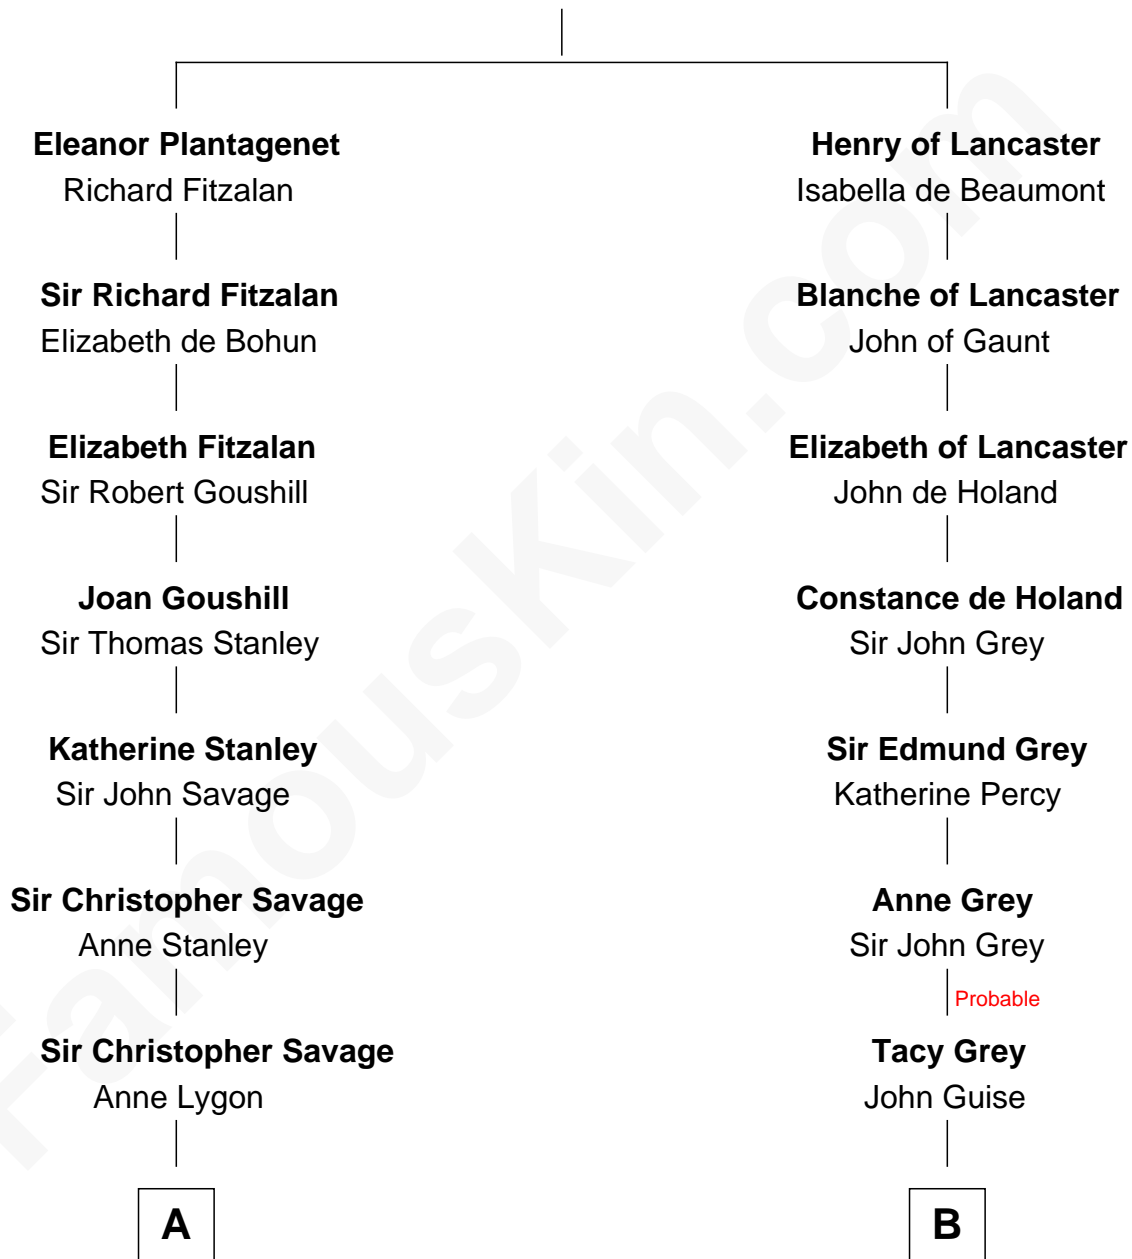 Eleanor Plantagenet
Richard Fitzalan
Sir Richard Fitzalan
Elizabeth de Bohun
Elizabeth Fitzalan
Sir Robert Goushill
Joan Goushill
Sir Thomas Stanley
Katherine Stanley
Sir John Savage
Sir Christopher Savage
Anne Stanley
Sir Christopher Savage
Anne Lygon
A
Henry of Lancaster
Isabella de Beaumont
Blanche of Lancaster
John of Gaunt
Elizabeth of Lancaster
John de Holand
Constance de Holand
Sir John Grey
Sir Edmund Grey
Katherine Percy
Anne Grey
Sir John Grey
Probable
Tacy Grey
John Guise
B
FamousKin.com